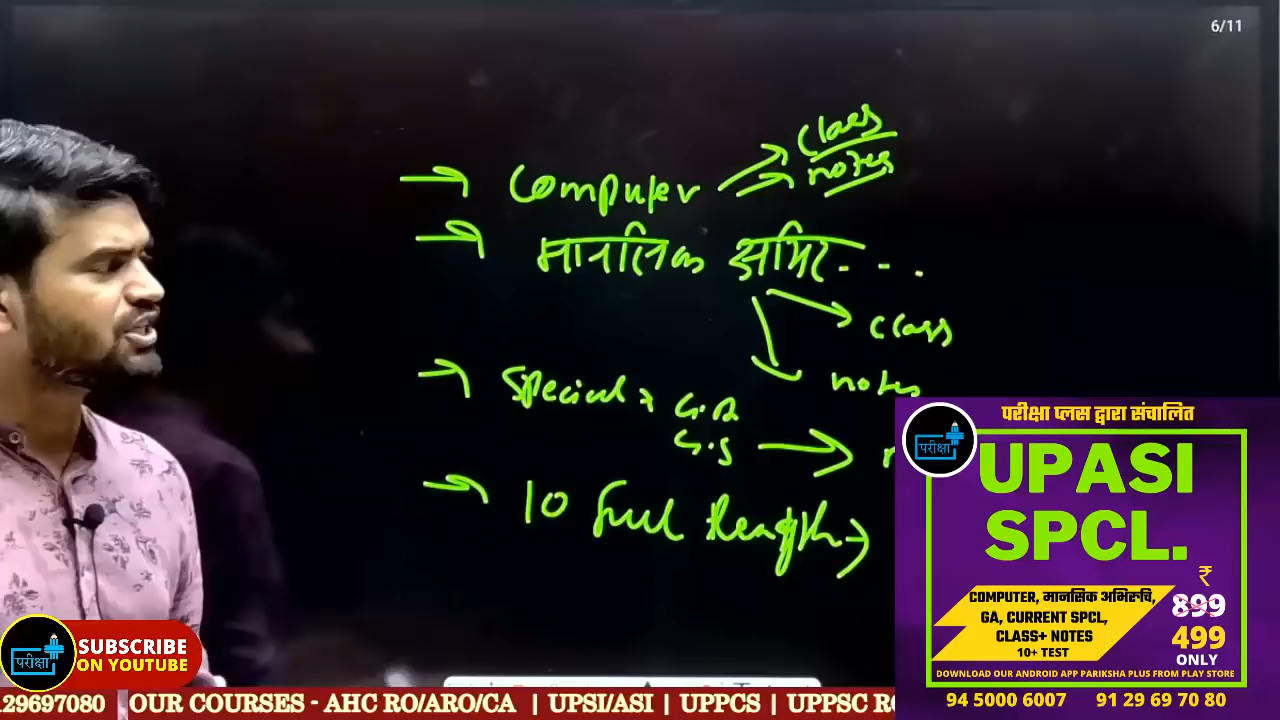 6/11
class
→ Computer notes
→ मानसिक अभिरु- - .
class
notes
→ Special G.A
G.S →
→ 10 Full length
परीक्षा प्लस द्वारा संचालित
परीक्षा
UPASI
SPCL.
₹
COMPUTER, मानसिक अभिरूचि,
GA, CURRENT SPCL,
CLASS+ NOTES
10+ TEST
899
499
ONLY
DOWNLOAD OUR ANDROID APP PARIKSHA PLUS FROM PLAY STORE
94 5000 6007 91 29 69 70 80
परीक्षा
SUBSCRIBE
ON YOUTUBE
129697080 OUR COURSES - AHC RO/ARO/CA | UPSI/ASI | UPPCS | UPPSC